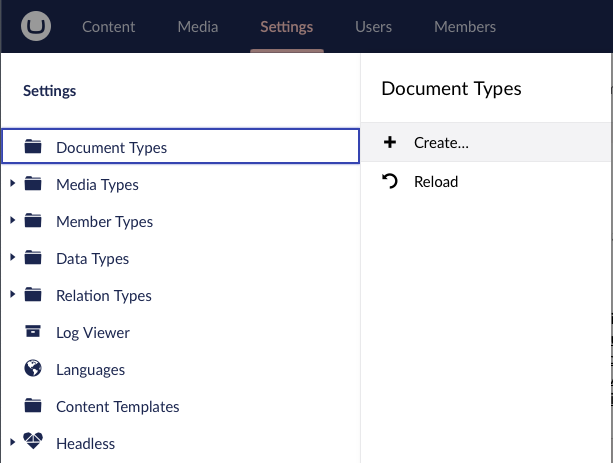 Content Media Settings Users Members
Settings
Document Types
Media Types
Member Types
Data Types
Relation Types
Log Viewer
Languages
Content Templates
Headless
Document Types
Create...
Reload